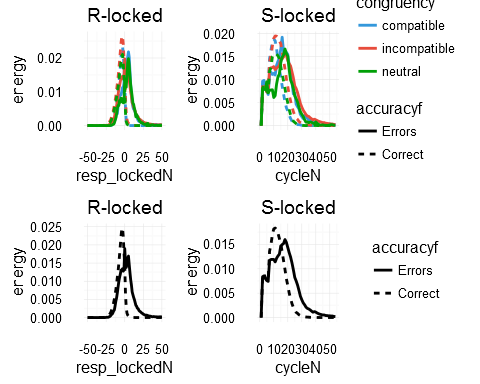 R-locked
S-locked
congruency
compatible
incompatible
neutral
accuracyf
Errors
Correct
energy
0.02
0.01
0.00
-50 -25 0 25 50
resp_lockedN
energy
0.020
0.015
0.010
0.005
0.000
0 1020304050
cycleN
R-locked
S-locked
accuracyf
Errors
Correct
energy
0.025
0.020
0.015
0.010
0.005
0.000
-50 -25 0 25 50
resp_lockedN
energy
0.015
0.010
0.005
0.000
0 1020304050
cycleN